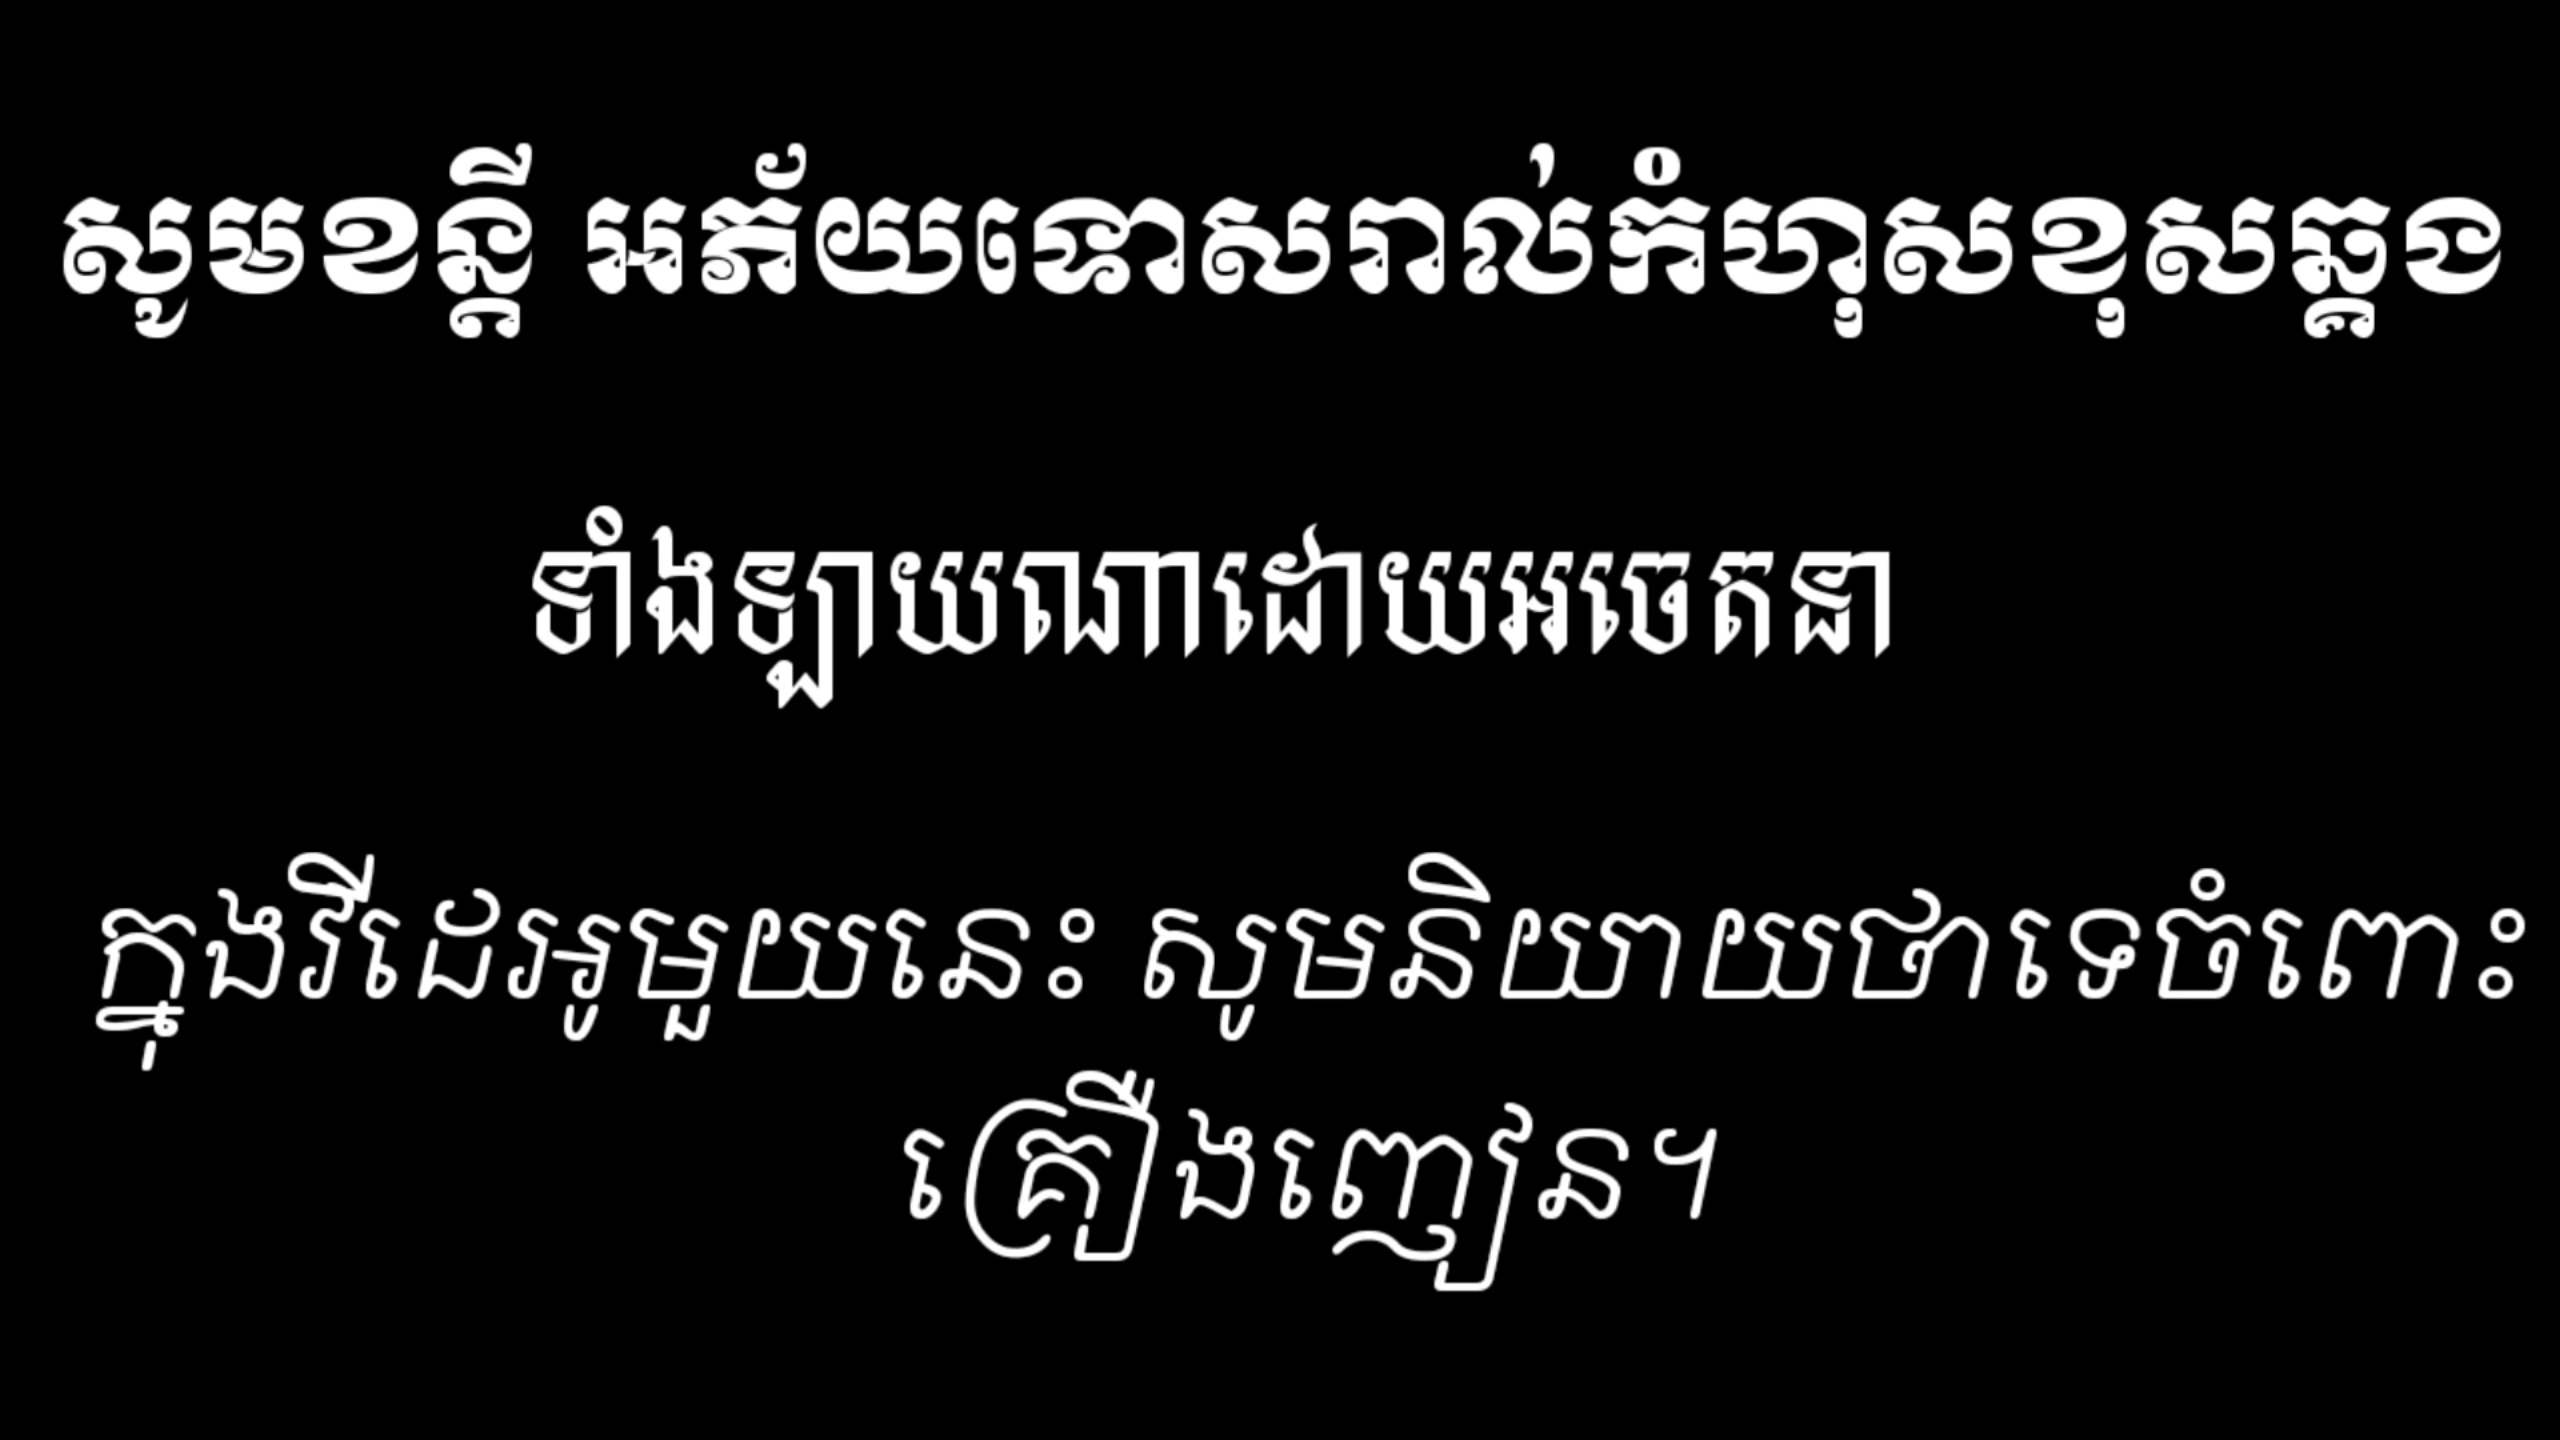 សូមខន្តី អភ័យទោសរាល់កំហុសខុសឆ្គង
ទាំងឡាយណាដោយអចេតនា
ក្នុងវីដេអូមួយនេះ សូមនិយាយថាទេចំពោះ
គ្រឿងញៀន។